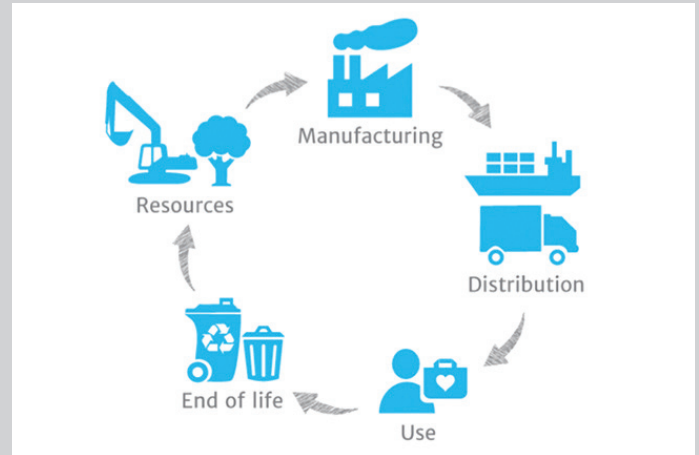 Manufacturing
Resources
Distribution
End of life
Use